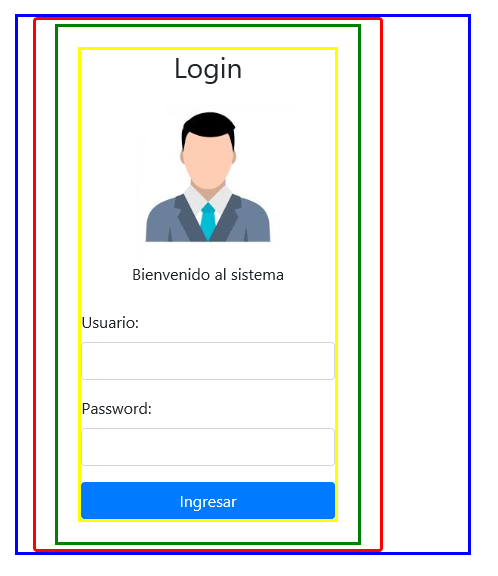 Login
Bienvenido al sistema
Usuario:
Password:
Ingresar